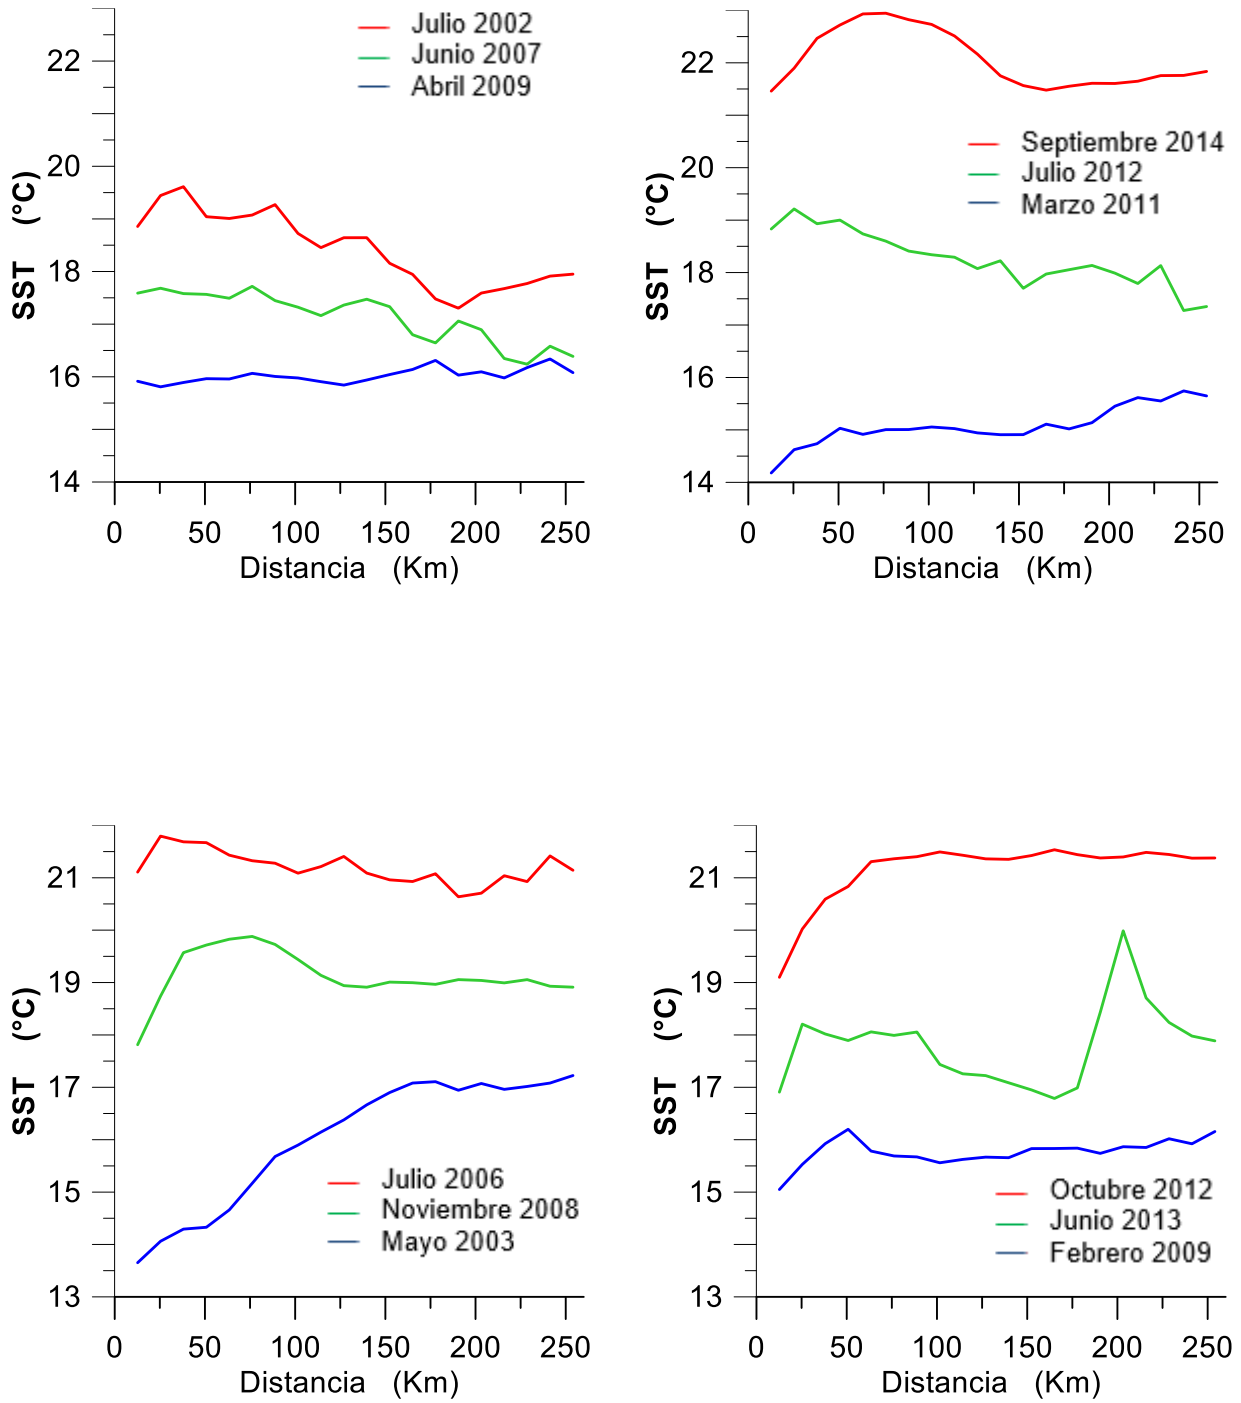 Julio 2002
Junio 2007
Abril 2009
22
20
18
16
14
SST (°C)
0 50 100 150 200 250
Distancia (Km)
Septiembre 2014
Julio 2012
Marzo 2011
22
20
18
16
14
SST (°C)
0 50 100 150 200 250
Distancia (Km)
21
19
17
15
13
SST (°C)
Julio 2006
Noviembre 2008
Mayo 2003
0 50 100 150 200 250
Distancia (Km)
21
19
17
15
13
SST (°C)
Octubre 2012
Junio 2013
Febrero 2009
0 50 100 150 200 250
Distancia (Km)